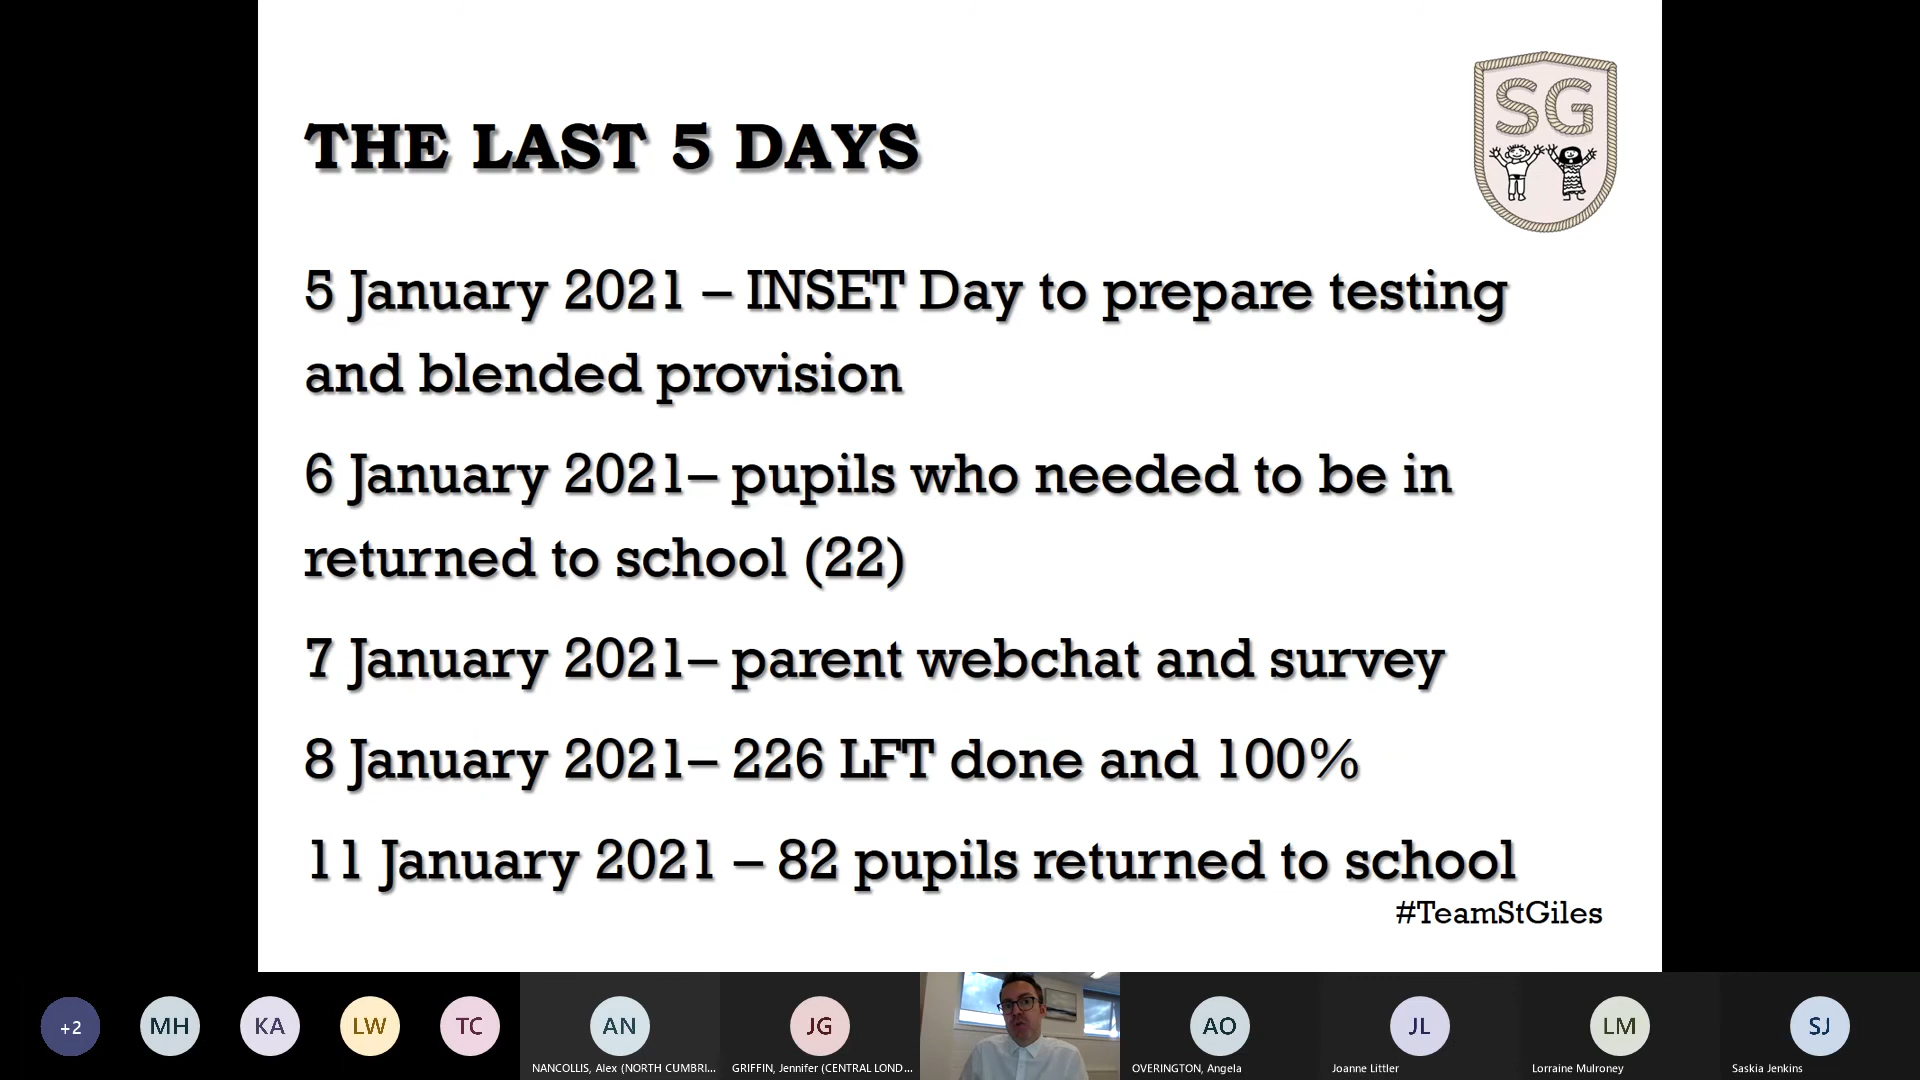 THE LAST 5 DAYS
SG
5 January 2021 – INSET Day to prepare testing
and blended provision
6 January 2021– pupils who needed to be in
returned to school (22)
7 January 2021– parent webchat and survey
8 January 2021– 226 LFT done and 100%
11 January 2021 – 82 pupils returned to school
#TeamStGiles
+2
MH
KA
LW
TC
AN
JG
AO
JL
LM
SJ
NANCOLLIS, Alex (NORTH CUMBRI...
GRIFFIN, Jennifer (CENTRAL LOND...
OVERINGTON, Angela
Joanne Littler
Lorraine Mulroney
Saskia Jenkins